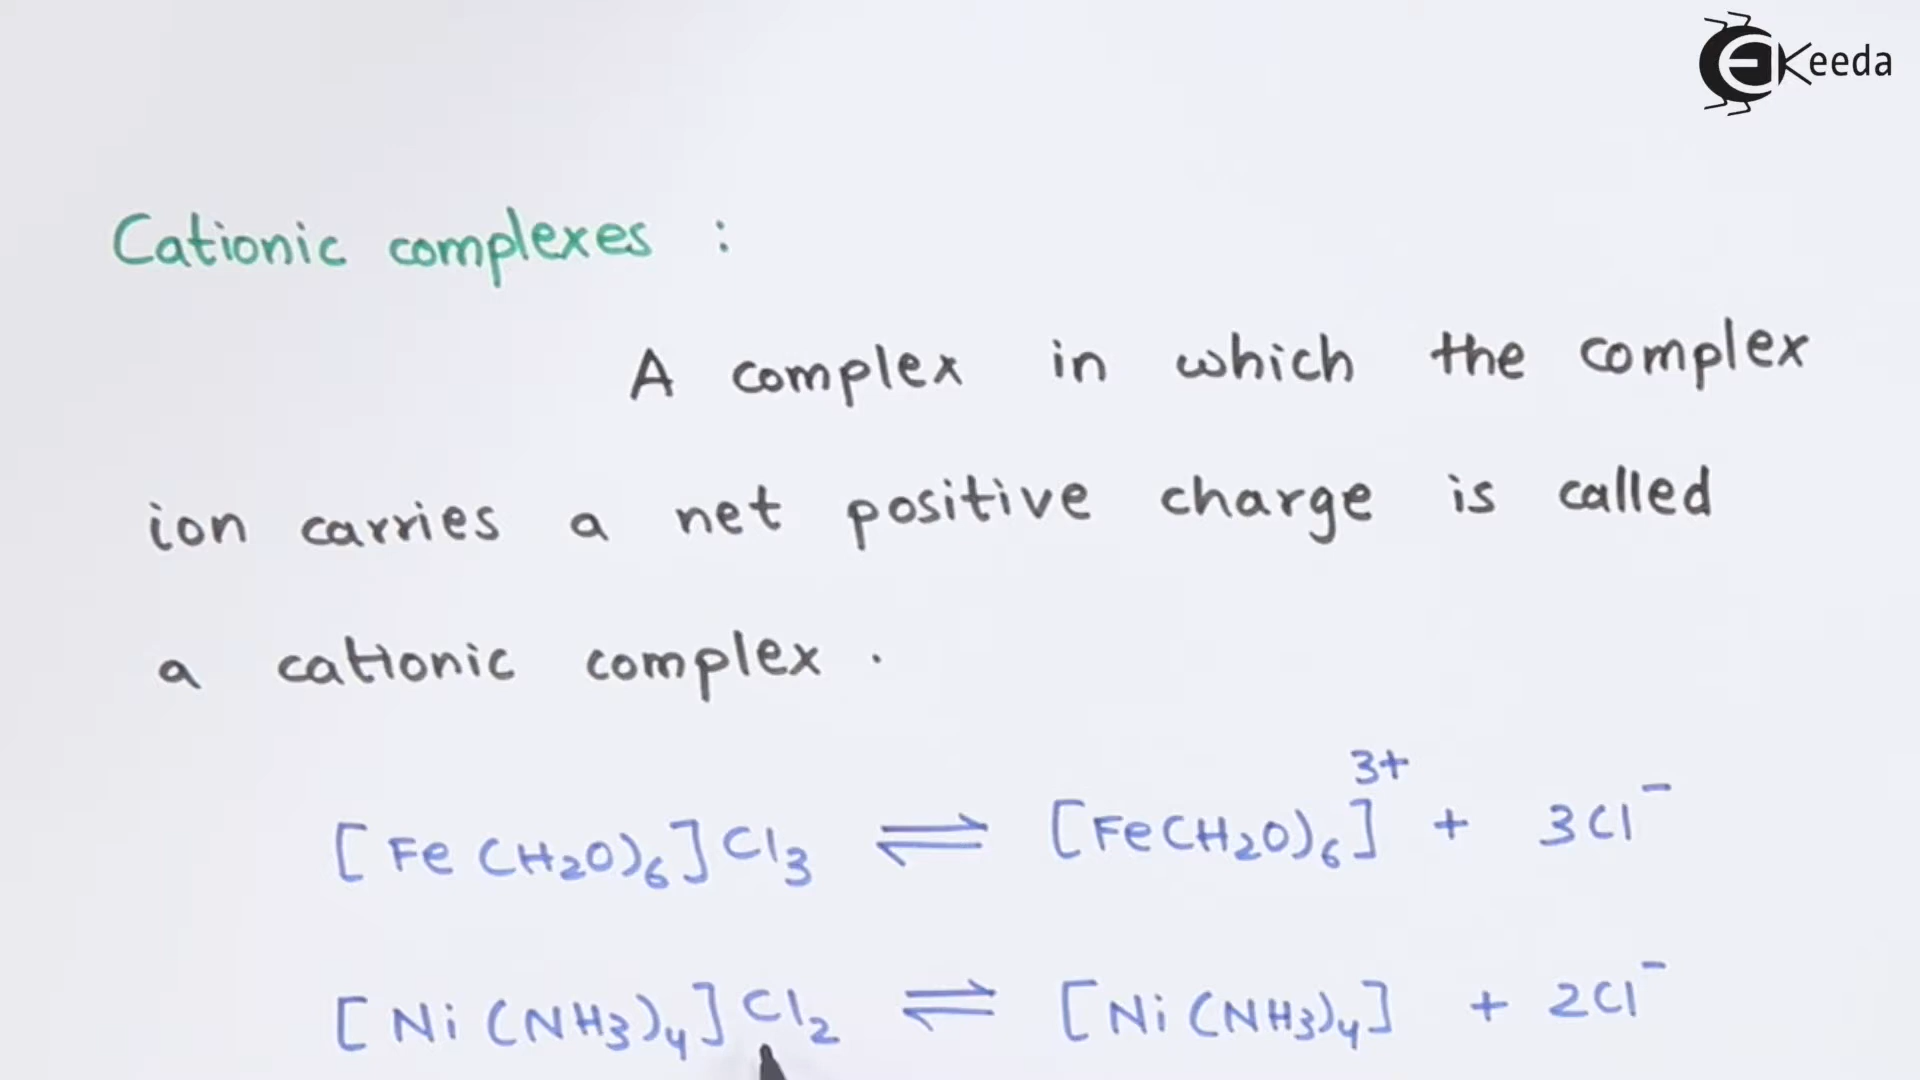 EKeeda
Cationic complexes :
A complex in which the complex
ion carries a net positive charge is called
a cationic complex .
[Fe(H₂O)₆]Cl₃ ⇌ [Fe(H₂O)₆]³⁺ + 3Cl⁻
[Ni(NH₃)₄]Cl₂ ⇌ [Ni(NH₃)₄] + 2Cl⁻